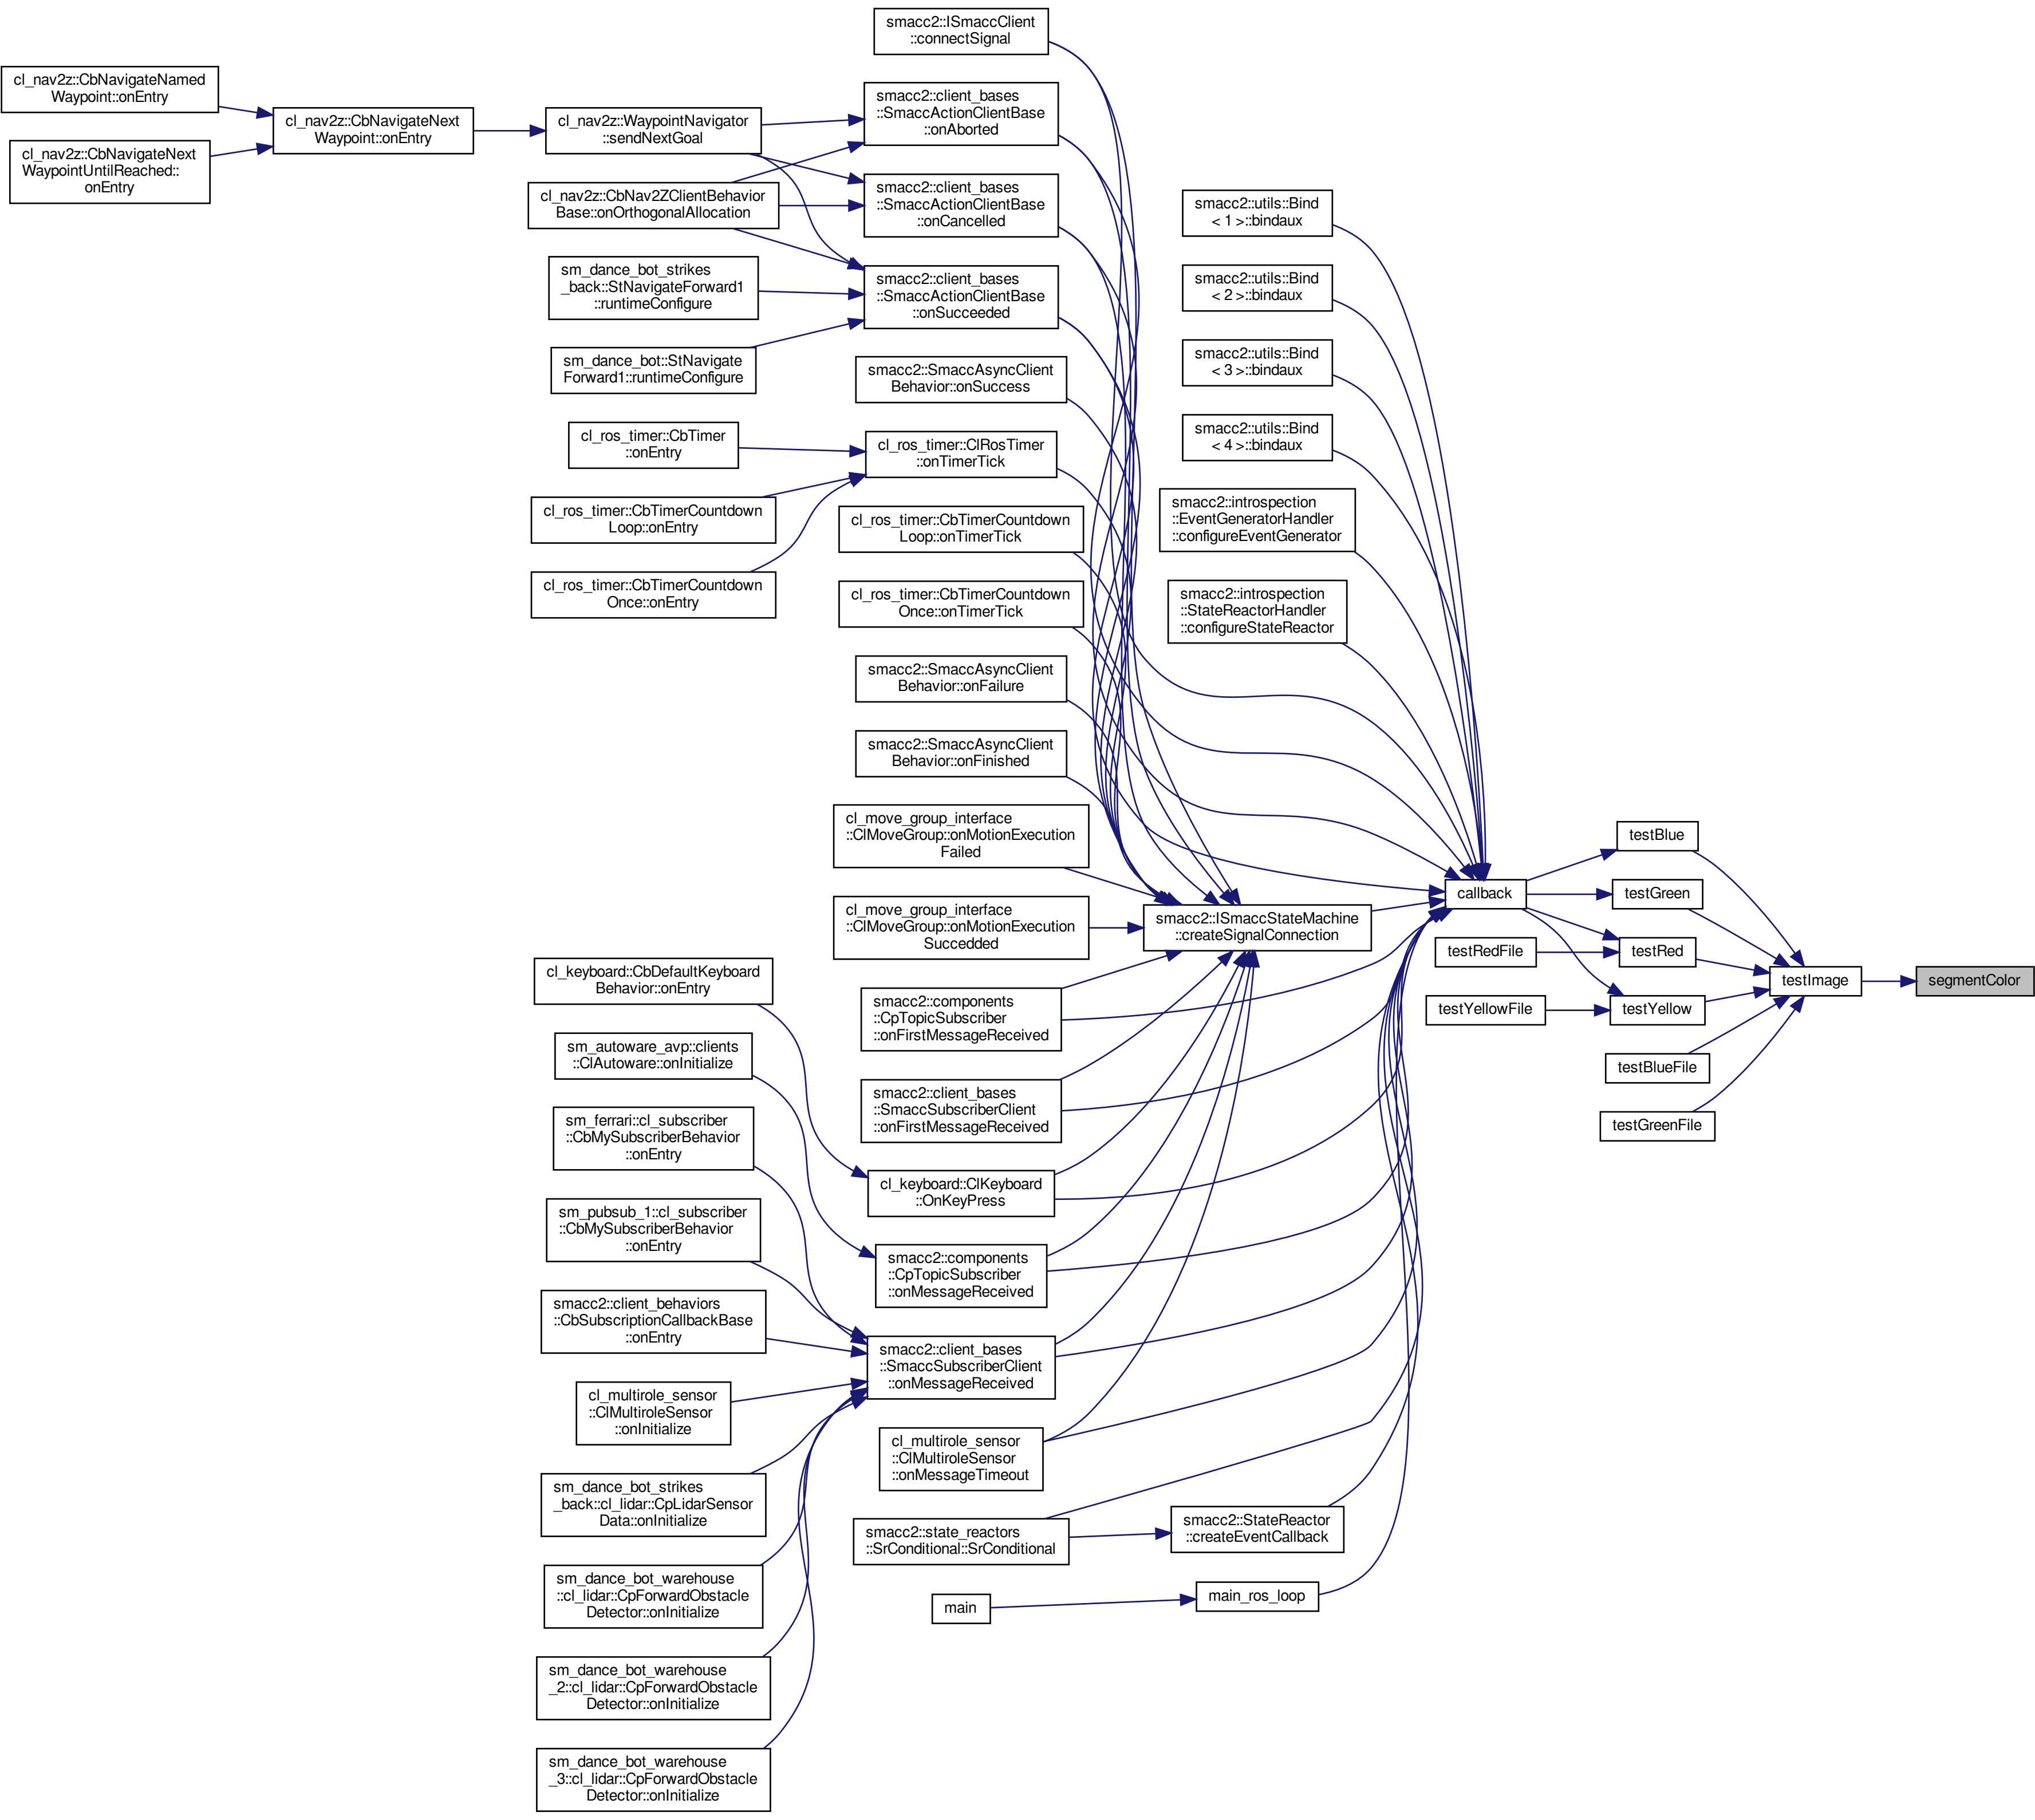 smacc2::ISmaccClient
::connectSignal
cl_nav2z::CbNavigateNamed
Waypoint::onEntry
cl_nav2z::CbNavigateNext
WaypointUntilReached::
onEntry
cl_nav2z::CbNavigateNext
Waypoint::onEntry
cl_nav2z::WaypointNavigator
::sendNextGoal
cl_nav2z::CbNav2ZClientBehavior
Base::onOrthogonalAllocation
sm_dance_bot_strikes
_back::StNavigateForward1
::runtimeConfigure
sm_dance_bot::StNavigate
Forward1::runtimeConfigure
cl_ros_timer::CbTimer
::onEntry
cl_ros_timer::CbTimerCountdown
Loop::onEntry
cl_ros_timer::CbTimerCountdown
Once::onEntry
smacc2::client_bases
::SmaccActionClientBase
::onAborted
smacc2::client_bases
::SmaccActionClientBase
::onCancelled
smacc2::client_bases
::SmaccActionClientBase
::onSucceeded
smacc2::SmaccAsyncClient
Behavior::onSuccess
cl_ros_timer::ClRosTimer
::onTimerTick
cl_ros_timer::CbTimerCountdown
Loop::onTimerTick
cl_ros_timer::CbTimerCountdown
Once::onTimerTick
smacc2::SmaccAsyncClient
Behavior::onFailure
smacc2::SmaccAsyncClient
Behavior::onFinished
cl_move_group_interface
::ClMoveGroup::onMotionExecution
Failed
cl_move_group_interface
::ClMoveGroup::onMotionExecution
Succedded
smacc2::components
::CpTopicSubscriber
::onFirstMessageReceived
smacc2::client_bases
::SmaccSubscriberClient
::onFirstMessageReceived
cl_keyboard::ClKeyboard
::OnKeyPress
smacc2::components
::CpTopicSubscriber
::onMessageReceived
smacc2::client_bases
::SmaccSubscriberClient
::onMessageReceived
cl_multirole_sensor
::ClMultiroleSensor
::onMessageTimeout
smacc2::state_reactors
::SrConditional::SrConditional
main
cl_keyboard::CbDefaultKeyboard
Behavior::onEntry
sm_autoware_avp::clients
::ClAutoware::onInitialize
sm_ferrari::cl_subscriber
::CbMySubscriberBehavior
::onEntry
sm_pubsub_1::cl_subscriber
::CbMySubscriberBehavior
::onEntry
smacc2::client_behaviors
::CbSubscriptionCallbackBase
::onEntry
cl_multirole_sensor
::ClMultiroleSensor
::onInitialize
sm_dance_bot_strikes
_back::cl_lidar::CpLidarSensor
Data::onInitialize
sm_dance_bot_warehouse
::cl_lidar::CpForwardObstacle
Detector::onInitialize
sm_dance_bot_warehouse
_2::cl_lidar::CpForwardObstacle
Detector::onInitialize
sm_dance_bot_warehouse
_3::cl_lidar::CpForwardObstacle
Detector::onInitialize
smacc2::utils::Bind
< 1 >::bindaux
smacc2::utils::Bind
< 2 >::bindaux
smacc2::utils::Bind
< 3 >::bindaux
smacc2::utils::Bind
< 4 >::bindaux
smacc2::introspection
::EventGeneratorHandler
::configureEventGenerator
smacc2::introspection
::StateReactorHandler
::configureStateReactor
smacc2::ISmaccStateMachine
::createSignalConnection
smacc2::StateReactor
::createEventCallback
main_ros_loop
callback
testRedFile
testYellowFile
testBlue
testGreen
testRed
testYellow
testBlueFile
testGreenFile
testImage
segmentColor